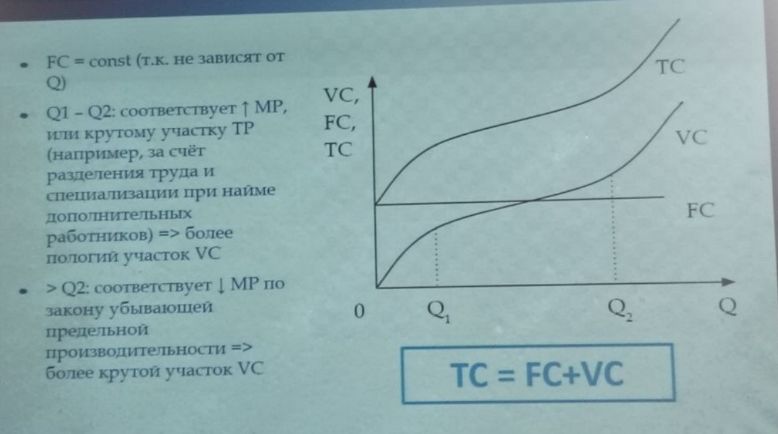 FC = const (т.к. не зависят от
Q)
Q1 – Q2: соответствует ↑ MP,
или крутому участку TP
(например, за счёт
разделения труда и
специализации при найме
дополнительных
работников) => более
пологий участок VC
> Q2: соответствует ↓ MP по
закону убывающей
предельной
производительности =>
более крутой участок VC
VC,
FC,
TC
TC
VC
FC
0
Q₁
Q₂
Q
TC = FC+VC